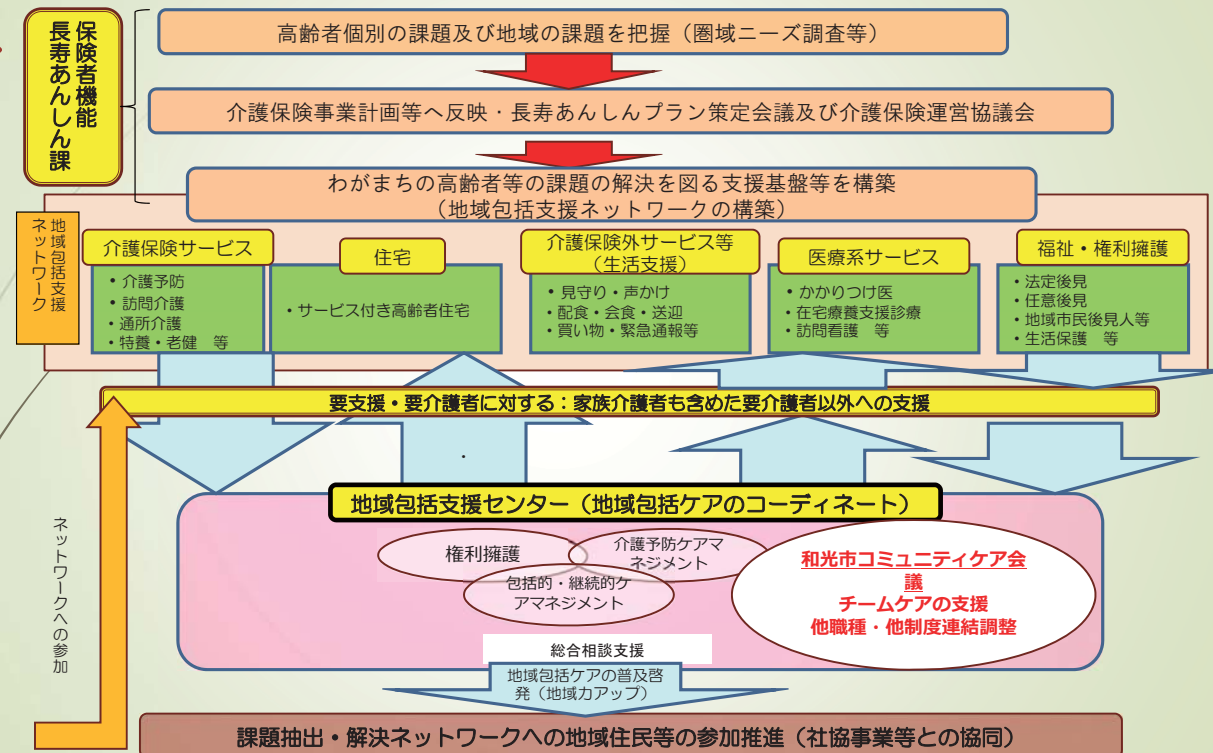 保険者機能
長寿あんしん課
高齢者個別の課題及び地域の課題を把握（圏域ニーズ調査等）
介護保険事業計画等へ反映・長寿あんしんプラン策定会議及び介護保険運営協議会
わがまちの高齢者等の課題の解決を図る支援基盤等を構築
（地域包括支援ネットワークの構築）
地域包括支援
ネットワーク
介護保険サービス
・介護予防
・訪問介護
・通所介護
・特養・老健　等
住宅
・サービス付き高齢者住宅
介護保険外サービス等
（生活支援）
・見守り・声かけ
・配食・会食・送迎
・買い物・緊急通報等
医療系サービス
・かかりつけ医
・在宅療養支援診療
・訪問看護　等
福祉・権利擁護
・法定後見
・任意後見
・地域市民後見人等
・生活保護　等
要支援・要介護者に対する：家族介護者も含めた要介護者以外への支援
.
地域包括支援センター（地域包括ケアのコーディネート）
権利擁護
介護予防ケアマ
ネジメント
包括的・継続的ケ
アマネジメント
和光市コミュニティケア会
議
チームケアの支援
他職種・他制度連結調整
総合相談支援
地域包括ケアの普及啓
発（地域力アップ）
ネットワークへの参加
課題抽出・解決ネットワークへの地域住民等の参加推進（社協事業等との協同）